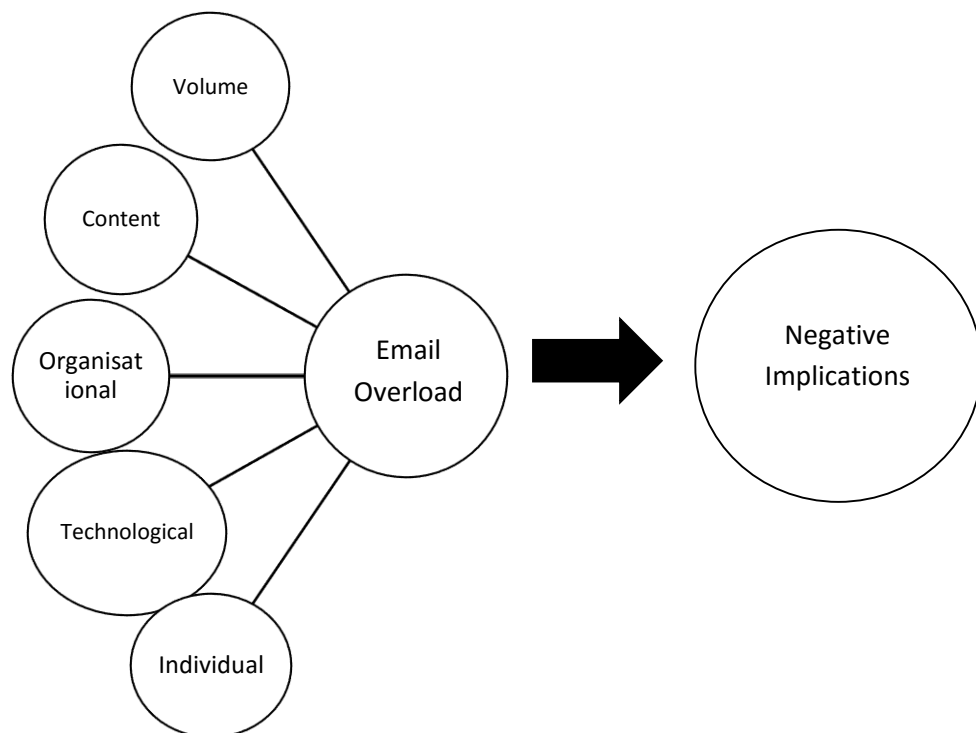 Volume
Content
Organisat
ional
Technological
Individual
Email
Overload
Negative
Implications